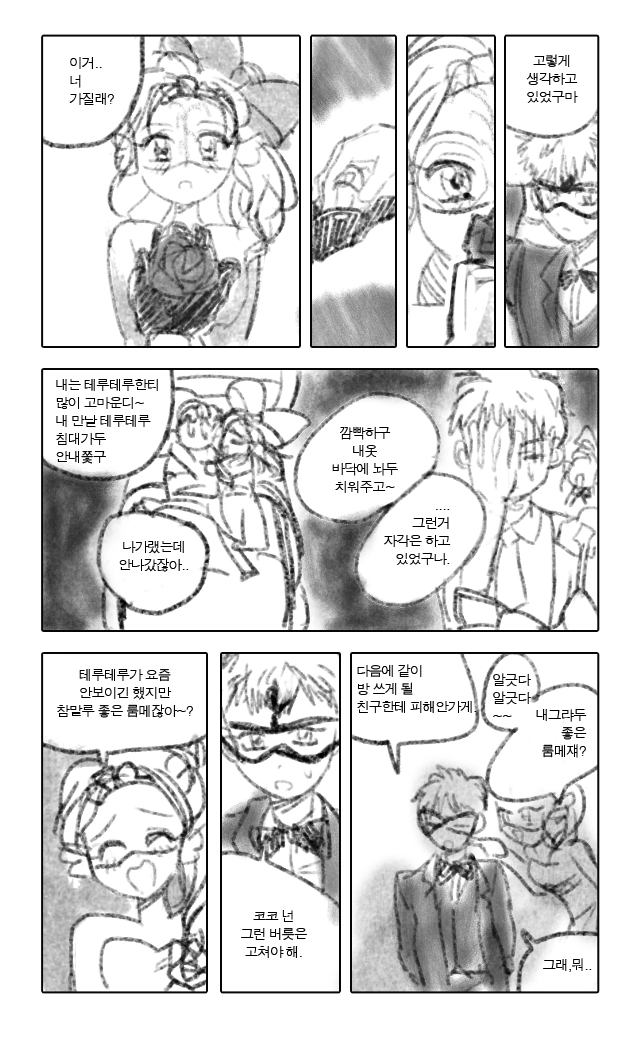 이거..
너
가질래?
고렇게
생각하고
있었구마
내는 테루테루한티
많이 고마운디~
내 만날 테루테루
침대가두
안내쫓구
깜빡하구
내옷
바닥에 놔두
치워주고~
....
그런거
자각은 하고
있었구나.
나가랬는데
안나갔잖아..
테루테루가 요즘
안보이긴 했지만
참말루 좋은 룸메잖아~?
코코 넌
그런 버릇은
고쳐야 해.
다음에 같이
방 쓰게 될
친구한테 피해안가게.
알긋다
알긋다
~~
내그랴두
좋은
룸메쟤?
그래,뭐..